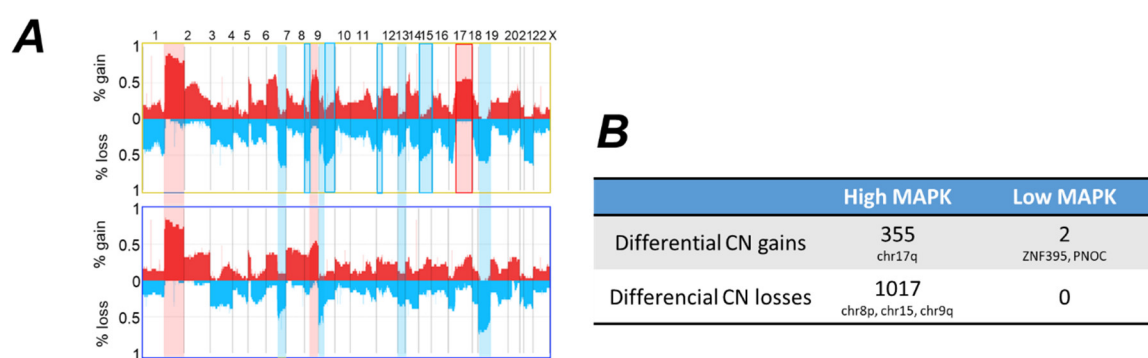 A
1 2 3 4 5 6 7 8 9 10 11 12 13 14 15 16 17 18 19 20 21 22 X
1
0.5
0
0.5
1
% gain
% loss
1
0.5
0
0.5
1
% gain
% loss
B
High MAPK Low MAPK
Differential CN gains 355 2
chr17q ZNF395, PNOC
Differencial CN losses 1017 0
chr8p, chr15, chr9q